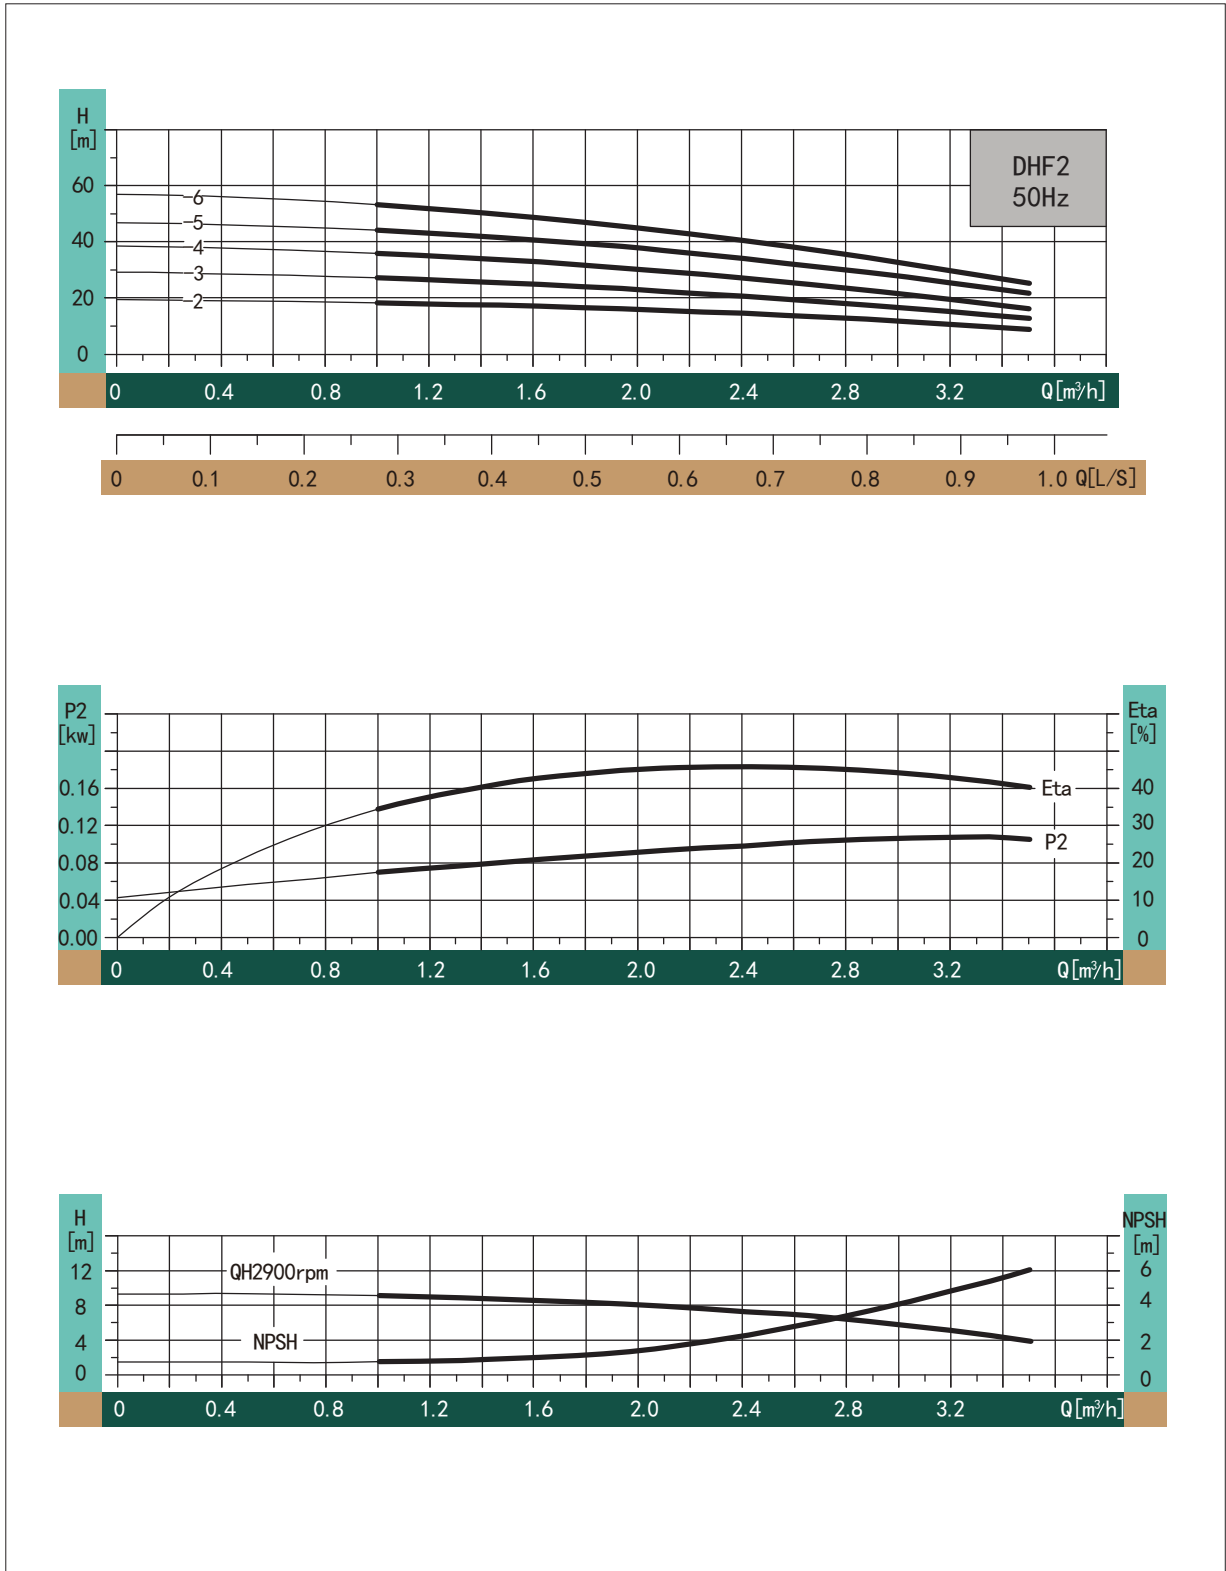 H
[m]
DHF2
50Hz
60
40
20
0
6
5
4
3
2
0 0.4 0.8 1.2 1.6 2.0 2.4 2.8 3.2 Q[m³/h]
0 0.1 0.2 0.3 0.4 0.5 0.6 0.7 0.8 0.9 1.0 Q[L/S]
P2
[kw]
Eta
[%]
0.16
0.12
0.08
0.04
0.00
Eta
P2
40
30
20
10
0
0 0.4 0.8 1.2 1.6 2.0 2.4 2.8 3.2 Q[m³/h]
H
[m]
NPSH
[m]
12
8
4
0
QH2900rpm
NPSH
6
4
2
0
0 0.4 0.8 1.2 1.6 2.0 2.4 2.8 3.2 Q[m³/h]